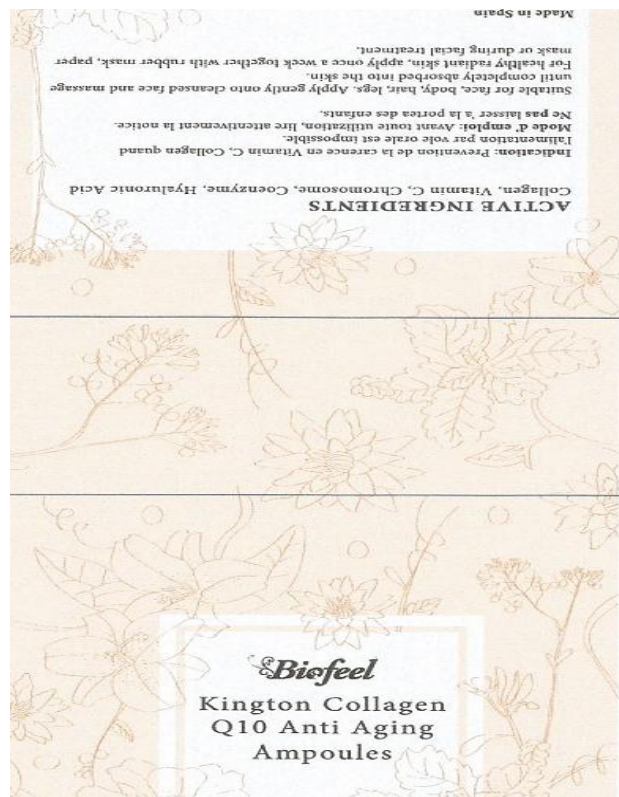 ACTIVE INGREDIENTS
Collagen, Vitamin C, Chromosome, Coenzyme, Hyaluronic Acid
Indication: Prevention de la carence en Vitamin C, Collagen quand
l'alimentation par voie orale est impossible.
Mode d' emploi: Avant toute utilization, lire attentivement la notice.
Ne pas laisser 'a la portea des enfants.
Suitable for face, body, hair, legs. Apply gently onto cleansed face and massage
until completely absorbed into the skin.
For healthy radiant skin, apply once a week together with rubber mask, paper
mask or during facial treatment.
Made in Spain
Biofeel
Kington Collagen
Q10 Anti Aging
Ampoules